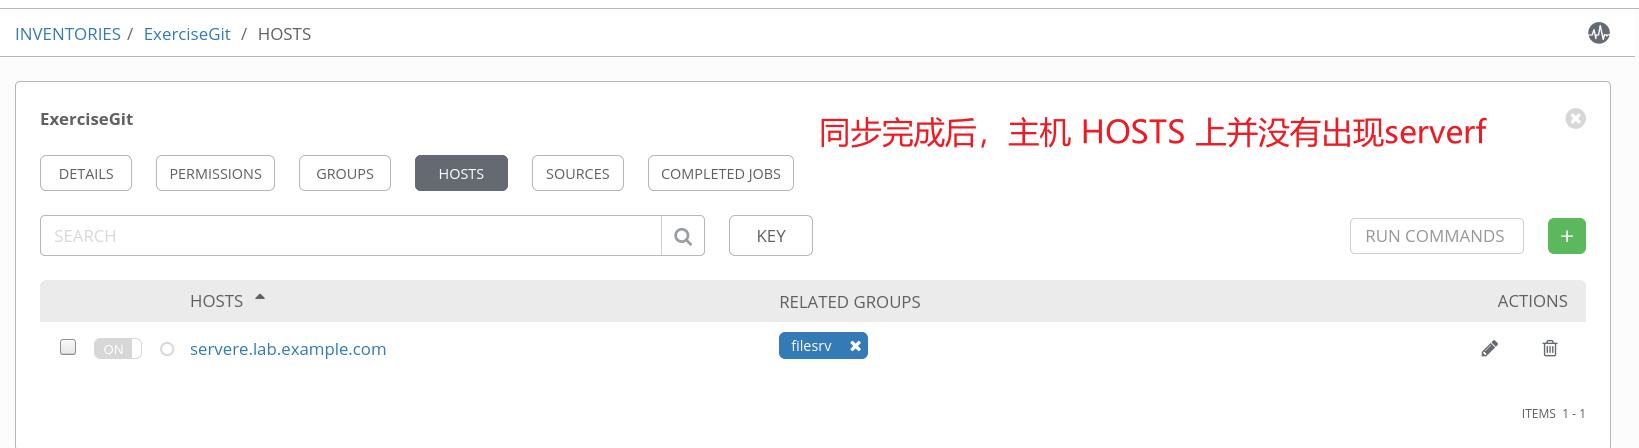 INVENTORIES / ExerciseGit / HOSTS
ExerciseGit
同步完成后，主机 HOSTS 上并没有出现serverf
DETAILS PERMISSIONS GROUPS HOSTS SOURCES COMPLETED JOBS
SEARCH KEY RUN COMMANDS +
HOSTS RELATED GROUPS ACTIONS
ON servere.lab.example.com filesrv
ITEMS 1 - 1